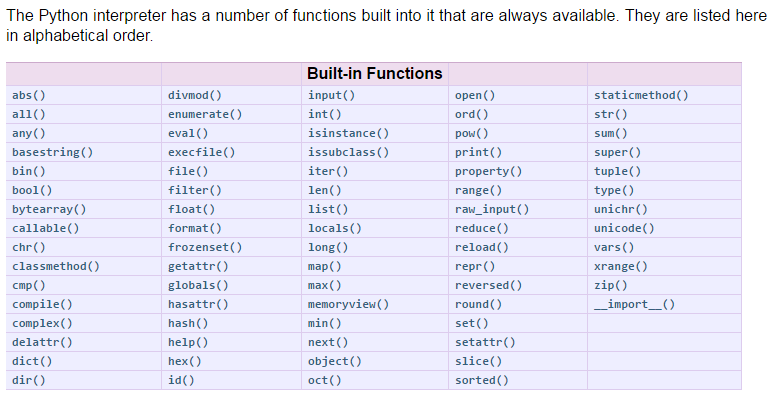 The Python interpreter has a number of functions built into it that are always available. They are listed here
in alphabetical order.
Built-in Functions
abs() divmod() input() open() staticmethod()
all() enumerate() int() ord() str()
any() eval() isinstance() pow() sum()
basestring() execfile() issubclass() print() super()
bin() file() iter() property() tuple()
bool() filter() len() range() type()
bytearray() float() list() raw_input() unichr()
callable() format() locals() reduce() unicode()
chr() frozenset() long() reload() vars()
classmethod() getattr() map() repr() xrange()
cmp() globals() max() reversed() zip()
compile() hasattr() memoryview() round() __import__()
complex() hash() min() set()
delattr() help() next() setattr()
dict() hex() object() slice()
dir() id() oct() sorted()